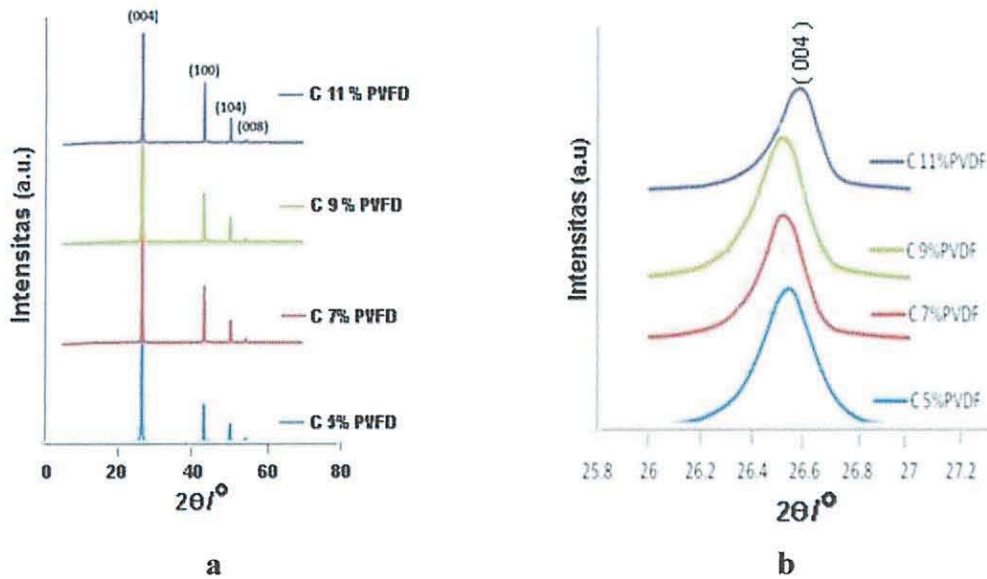 (004)
(100)
(104)
(008)
C 11 % PVFD
C 9 % PVFD
C 7% PVFD
C 5% PVFD
Intensitas (a.u.)
0 20 40 60 80
2θ/°
a
(004)
C 11%PVDF
C 9%PVDF
C 7%PVDF
C 5%PVDF
Intensitas (a.u.)
25.8 26 26.2 26.4 26.6 26.8 27 27.2
2θ/°
b